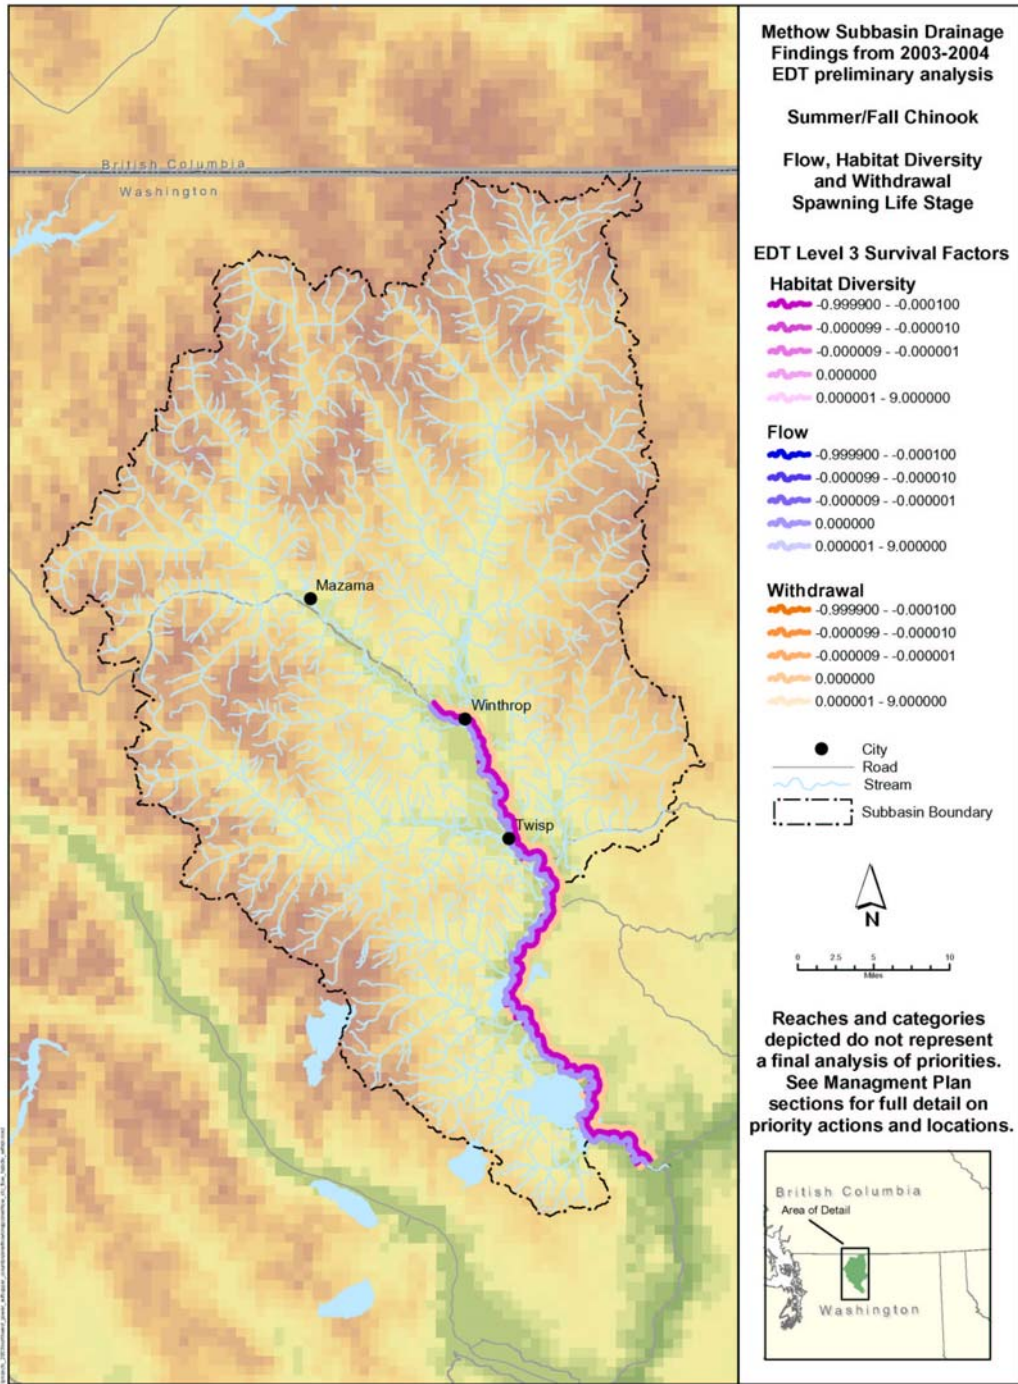 British Columbia
Washington
Mazama
Winthrop
Twisp
Methow Subbasin Drainage
Findings from 2003-2004
EDT preliminary analysis
Summer/Fall Chinook
Flow, Habitat Diversity
and Withdrawal
Spawning Life Stage
EDT Level 3 Survival Factors
Habitat Diversity
-0.999900 - -0.000100
-0.000099 - -0.000010
-0.000009 - -0.000001
0.000000
0.000001 - 9.000000
Flow
-0.999900 - -0.000100
-0.000099 - -0.000010
-0.000009 - -0.000001
0.000000
0.000001 - 9.000000
Withdrawal
-0.999900 - -0.000100
-0.000099 - -0.000010
-0.000009 - -0.000001
0.000000
0.000001 - 9.000000
City
Road
Stream
Subbasin Boundary
N
0 2.5 5 10
Miles
Reaches and categories
depicted do not represent
a final analysis of priorities.
See Managment Plan
sections for full detail on
priority actions and locations.
British Columbia
Area of Detail
Washington